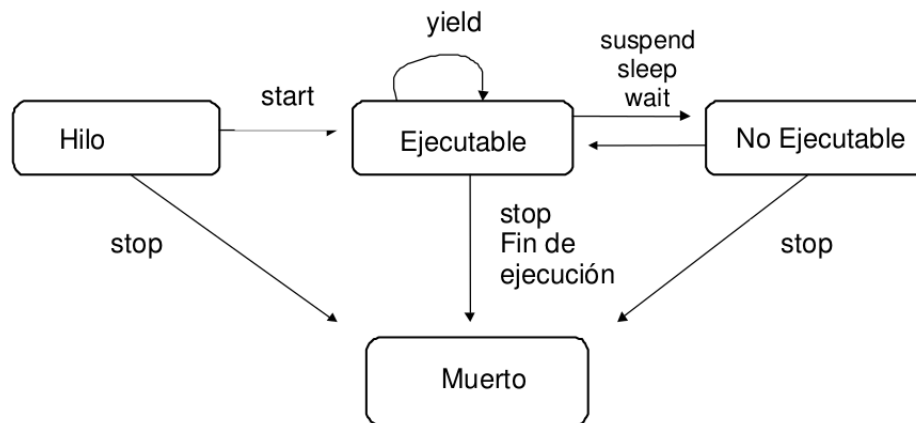 yield
suspend
sleep
wait
start
Hilo
Ejecutable
No Ejecutable
stop
stop
Fin de
ejecución
stop
Muerto